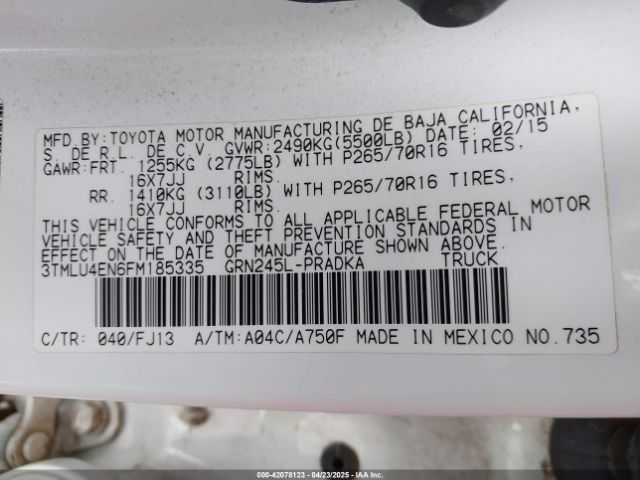 MFD. BY: TOYOTA MOTOR MANUFACTURING DE BAJA CALIFORNIA,
S. DE R.L. DE C.V. GVWR: 2490KG(5500LB) DATE: 02/15
GAWR: FRT. 1255KG (2775LB) WITH P265/70R16 TIRES,
16X7JJ RIMS.
RR. 1410KG (3110LB) WITH P265/70R16 TIRES,
16X7JJ RIMS.
THIS VEHICLE CONFORMS TO ALL APPLICABLE FEDERAL MOTOR
VEHICLE SAFETY AND THEFT PREVENTION STANDARDS IN
EFFECT ON THE DATE OF MANUFACTURE SHOWN ABOVE.
3TMLU4EN6FM185335 GRN245L-PRADKA TRUCK
C/TR: 040/FJ13 A/TM: A04C/A750F MADE IN MEXICO NO.735
000-42078123 - 04/23/2025 - IAA Inc.